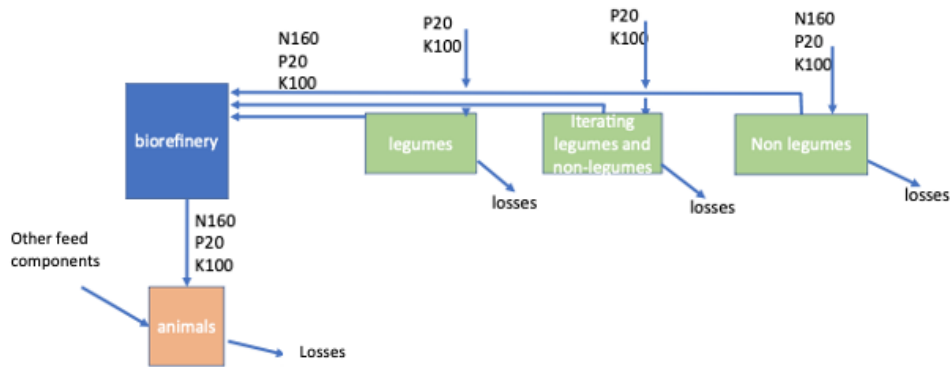 N160
P20
K100
P20
K100
P20
K100
N160
P20
K100
biorefinery
legumes
Iterating
legumes and
non-legumes
Non legumes
losses
losses
losses
N160
P20
K100
Other feed
components
animals
Losses